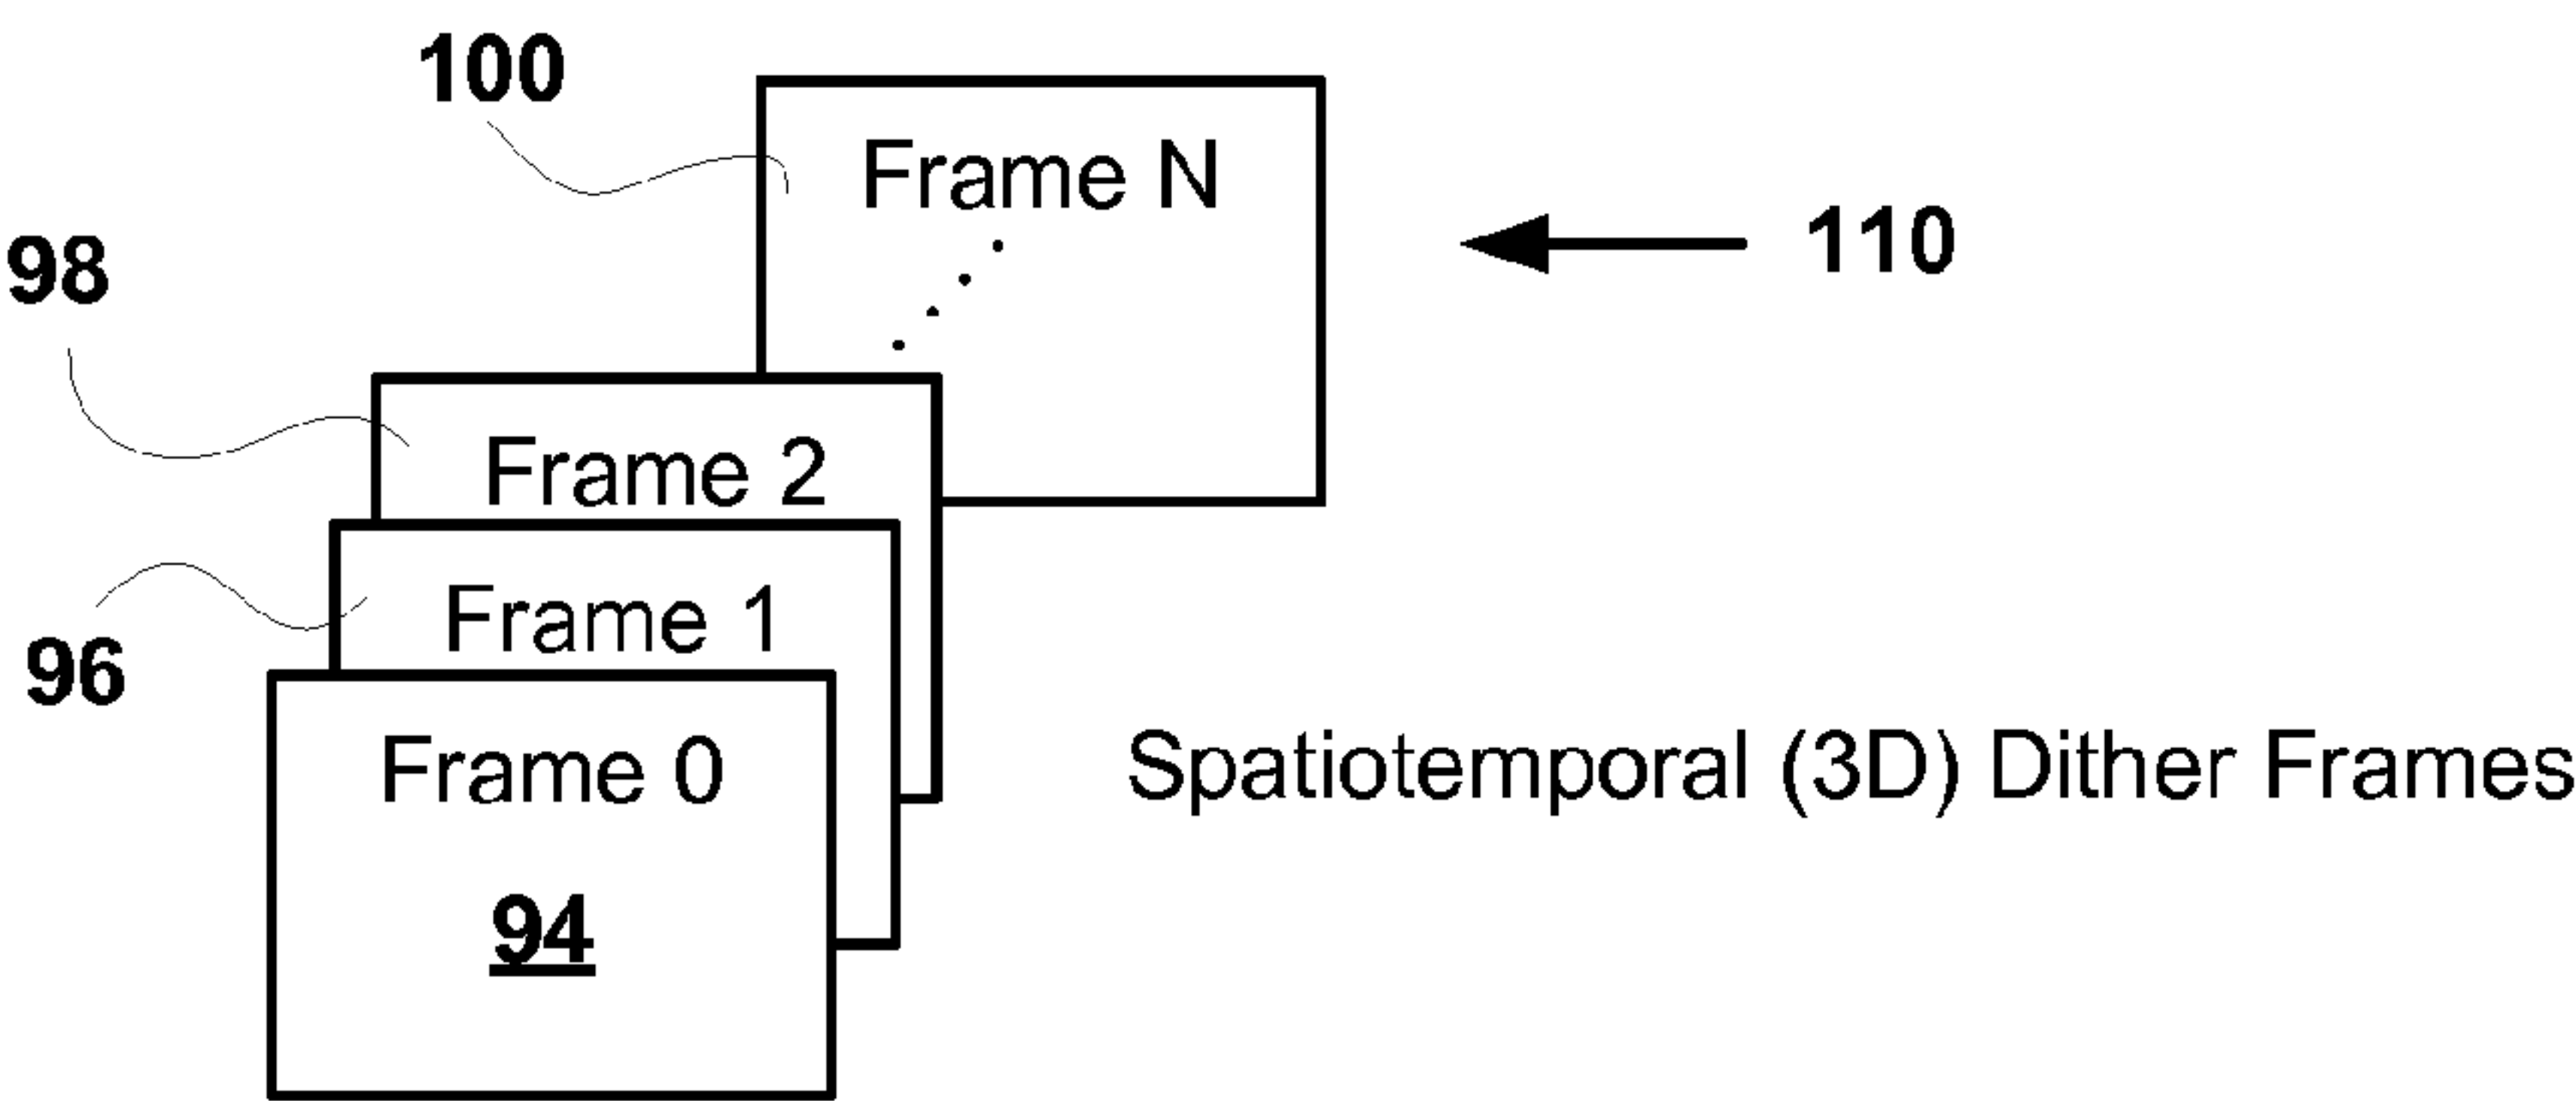 100
Frame N
110
98
Frame 2
Frame 1
96
Frame 0
Spatiotemporal (3D) Dither Frames
94